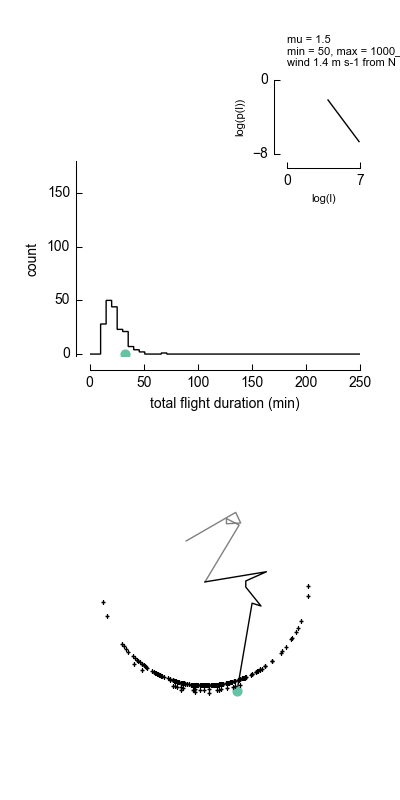 mu = 1.5
min = 50, max = 1000_
wind 1.4 m s-1 from N
0
log(p(l))
−8
0
7
log(l)
150
100
50
0
count
0
50
100
150
200
250
total flight duration (min)